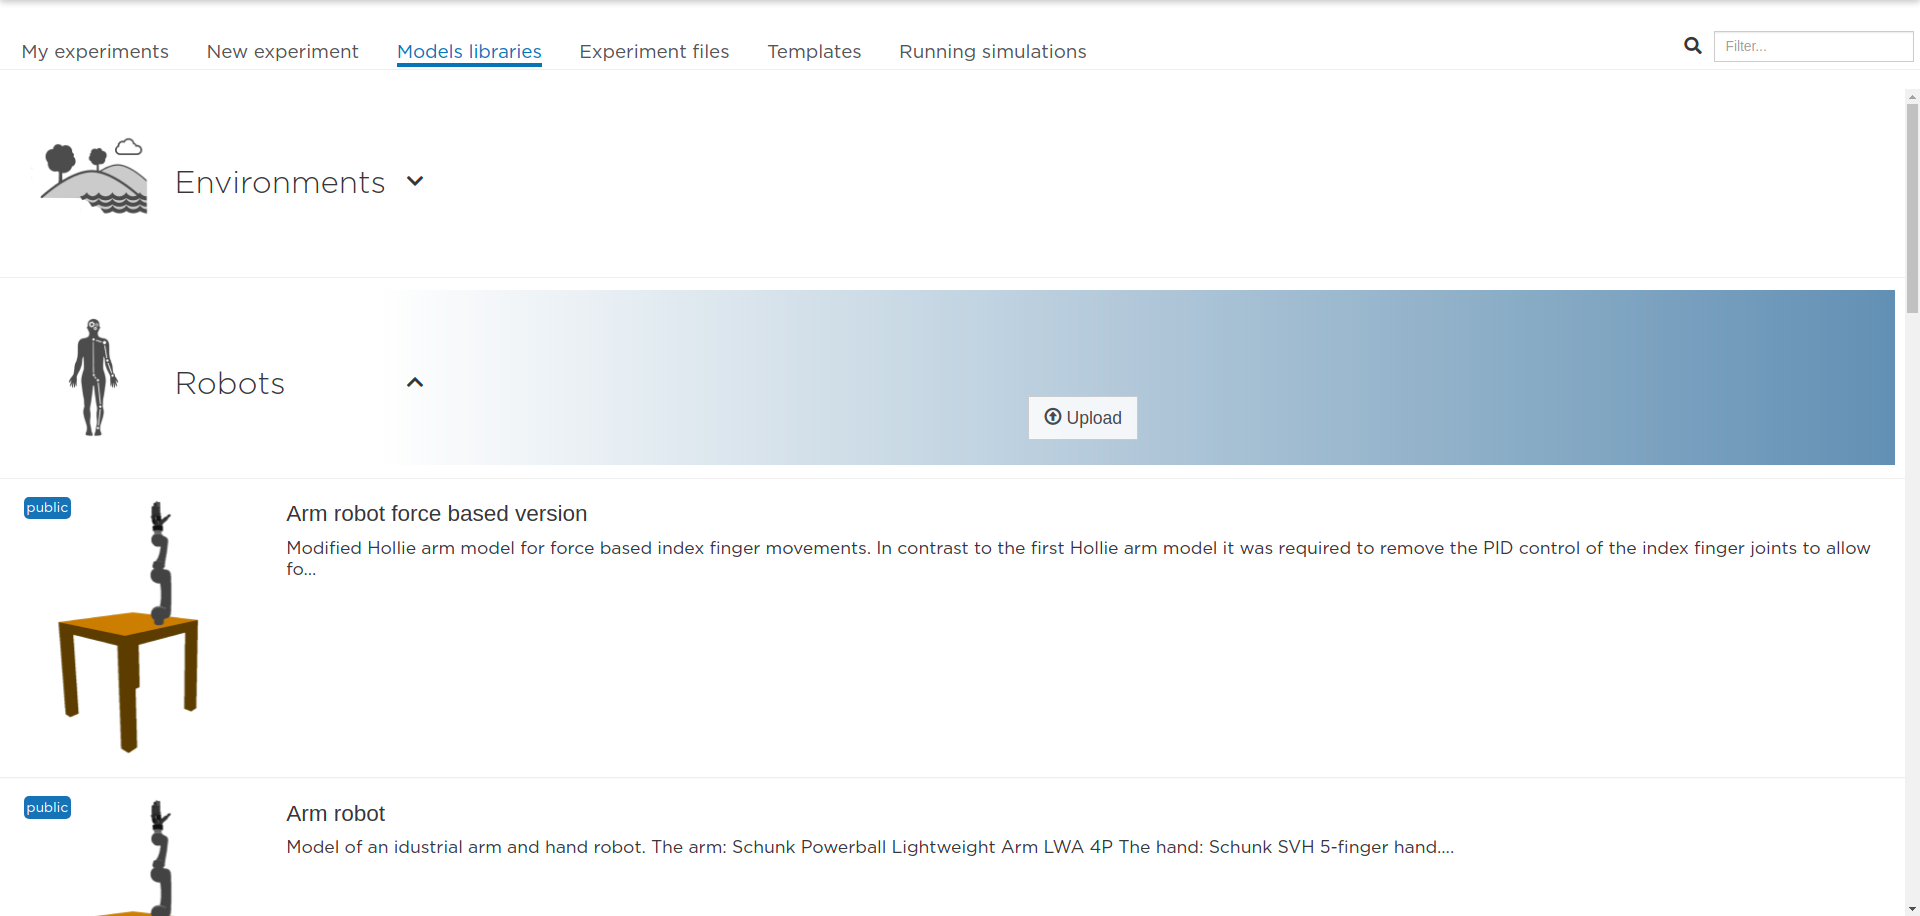 My experiments New experiment Models libraries Experiment files Templates Running simulations Filter...
Environments
Robots
Upload
public
Arm robot force based version
Modified Hollie arm model for force based index finger movements. In contrast to the first Hollie arm model it was required to remove the PID control of the index finger joints to allow
fo...
public
Arm robot
Model of an idustrial arm and hand robot. The arm: Schunk Powerball Lightweight Arm LWA 4P The hand: Schunk SVH 5-finger hand....